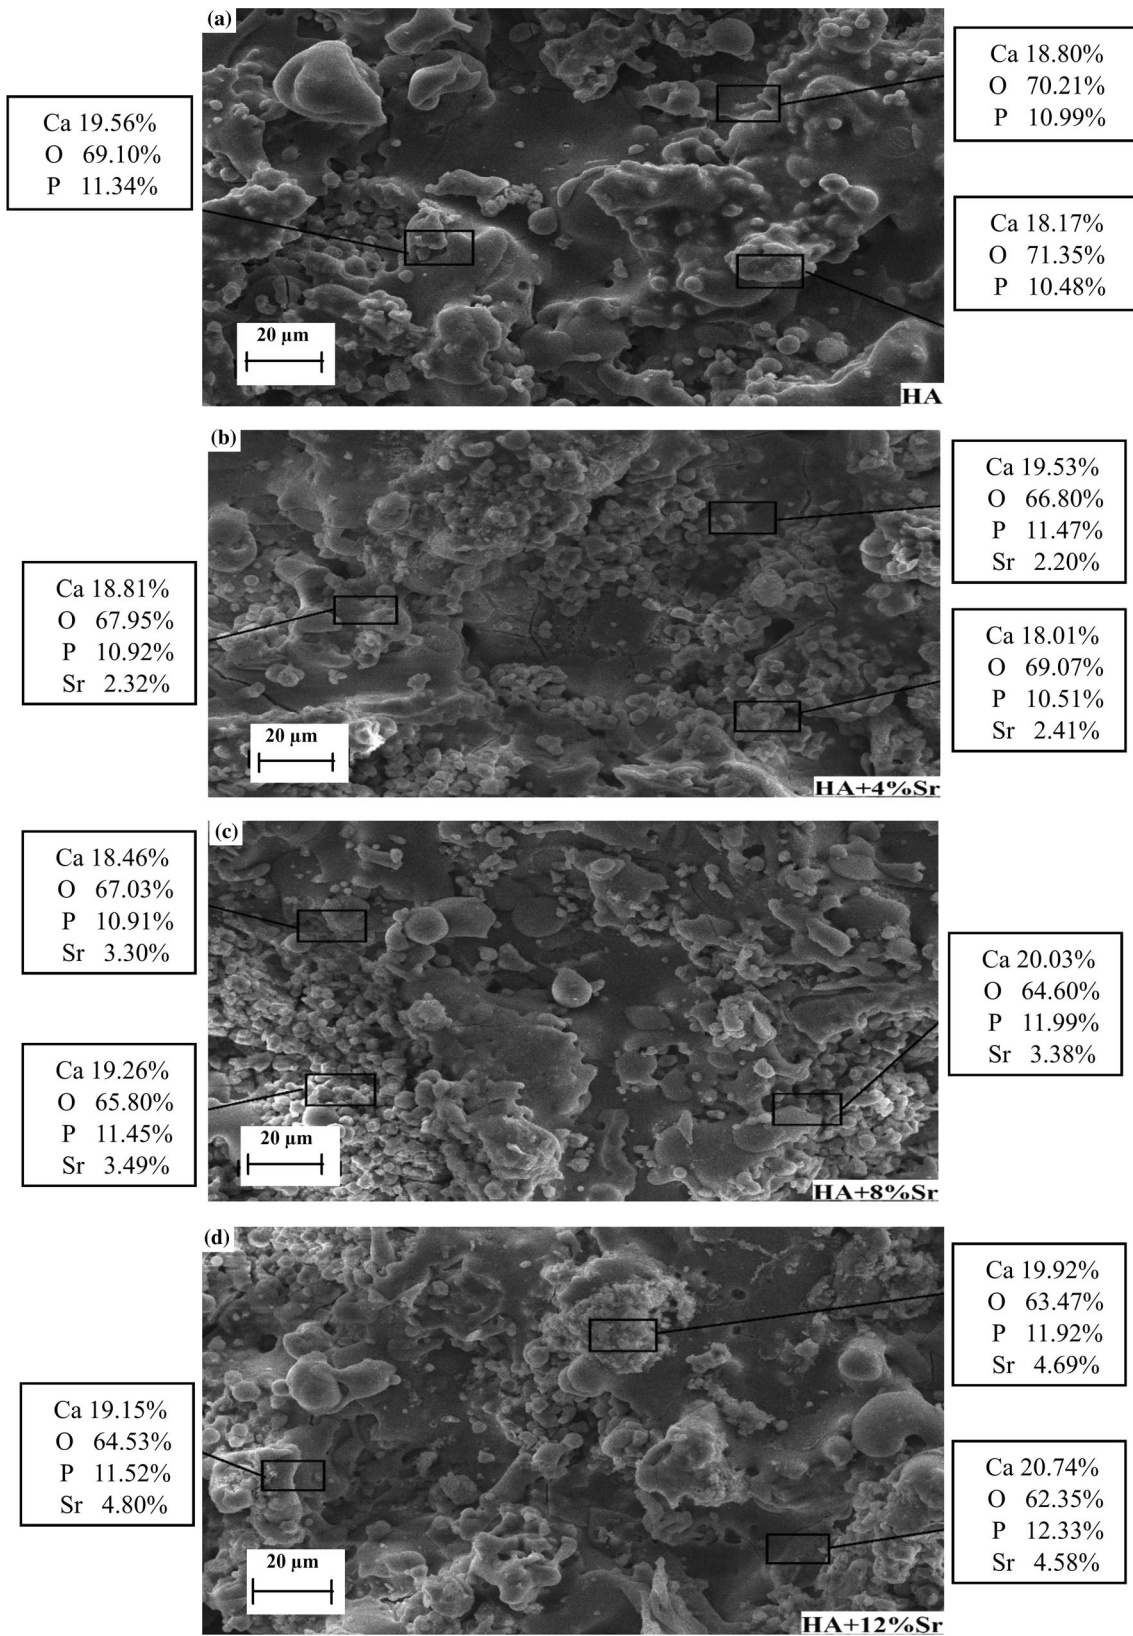 (a)
Ca 19.56%
O 69.10%
P 11.34%
Ca 18.80%
O 70.21%
P 10.99%
Ca 18.17%
O 71.35%
P 10.48%
20 µm
HA
(b)
Ca 18.81%
O 67.95%
P 10.92%
Sr 2.32%
Ca 19.53%
O 66.80%
P 11.47%
Sr 2.20%
Ca 18.01%
O 69.07%
P 10.51%
Sr 2.41%
20 µm
HA+4%Sr
(c)
Ca 18.46%
O 67.03%
P 10.91%
Sr 3.30%
Ca 19.26%
O 65.80%
P 11.45%
Sr 3.49%
Ca 20.03%
O 64.60%
P 11.99%
Sr 3.38%
20 µm
HA+8%Sr
(d)
Ca 19.15%
O 64.53%
P 11.52%
Sr 4.80%
Ca 19.92%
O 63.47%
P 11.92%
Sr 4.69%
Ca 20.74%
O 62.35%
P 12.33%
Sr 4.58%
20 µm
HA+12%Sr